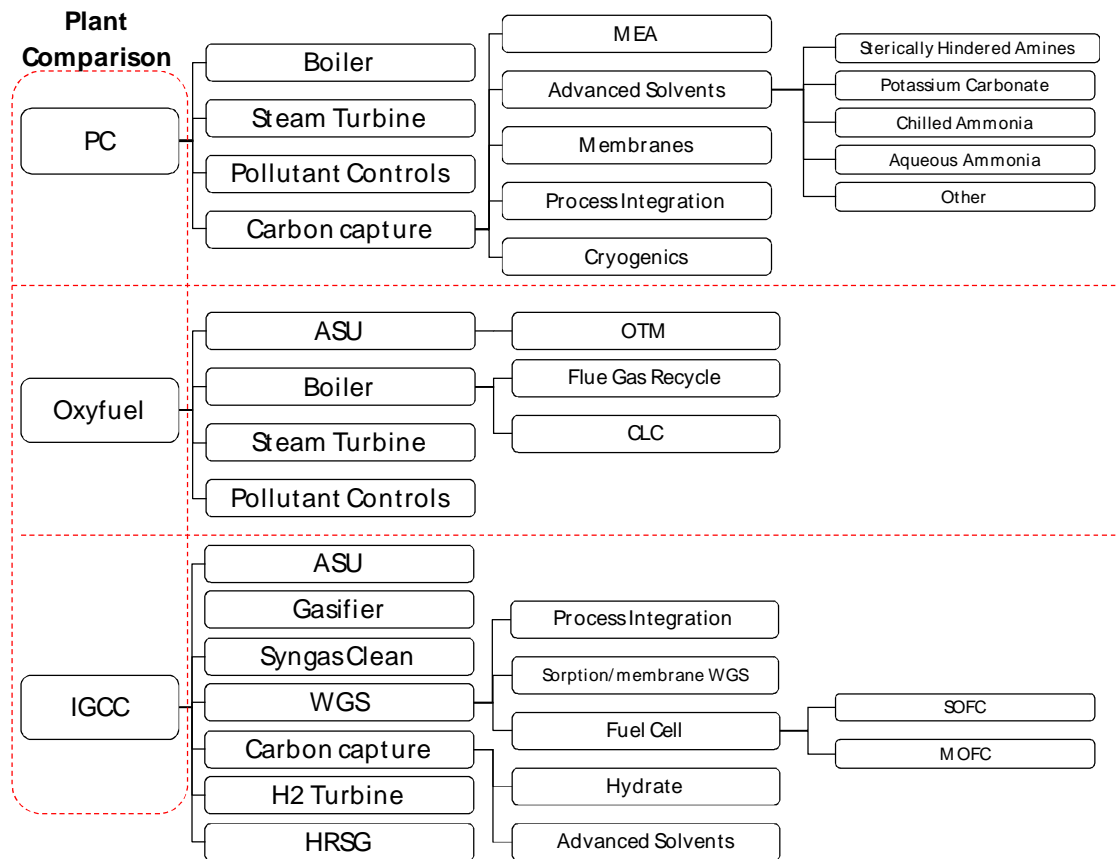 Plant
Comparison
PC
Boiler
Steam Turbine
Pollutant Controls
Carbon capture
MEA
Advanced Solvents
Membranes
Process Integration
Cryogenics
Sterically Hindered Amines
Potassium Carbonate
Chilled Ammonia
Aqueous Ammonia
Other
Oxyfuel
ASU
Boiler
Steam Turbine
Pollutant Controls
OTM
Flue Gas Recycle
CLC
IGCC
ASU
Gasifier
Syngas Clean
WGS
Carbon capture
H2 Turbine
HRSG
Process Integration
Sorption/membrane WGS
Fuel Cell
Hydrate
Advanced Solvents
SOFC
MOFC